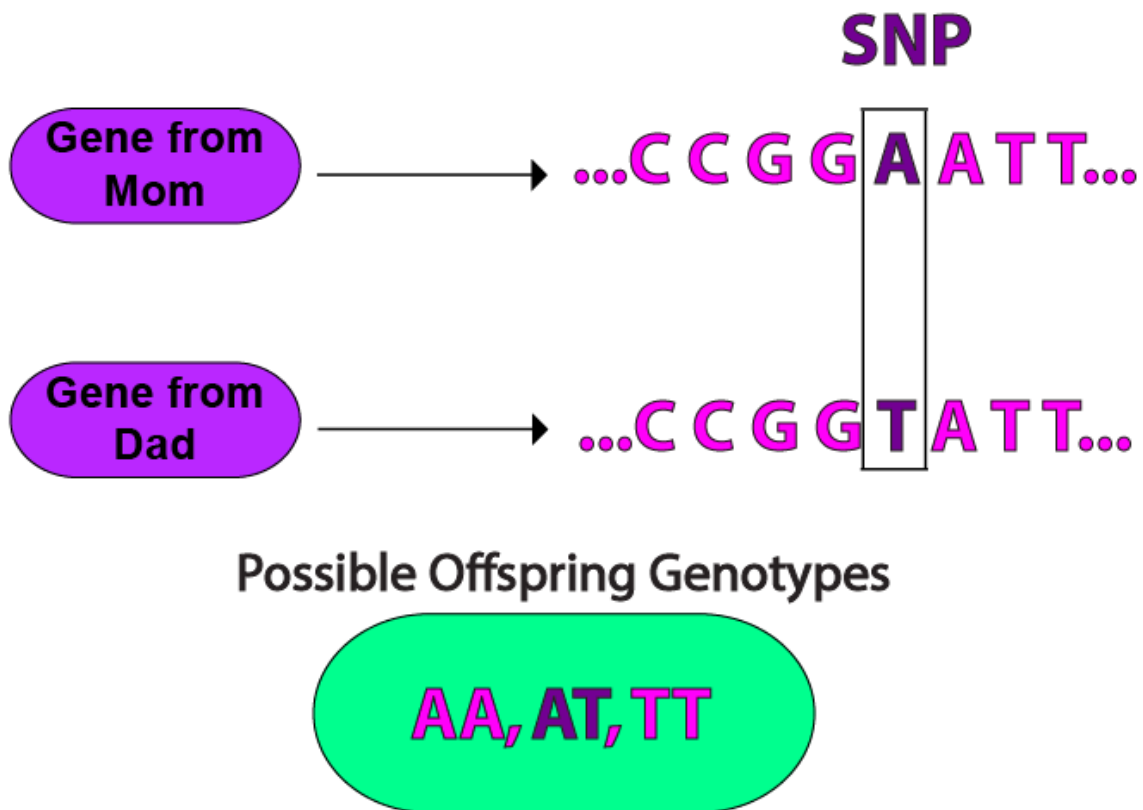 SNP
Gene from
Mom
...C C G G A A T T...
Gene from
Dad
...C C G G T A T T...
Possible Offspring Genotypes
AA, AT, TT